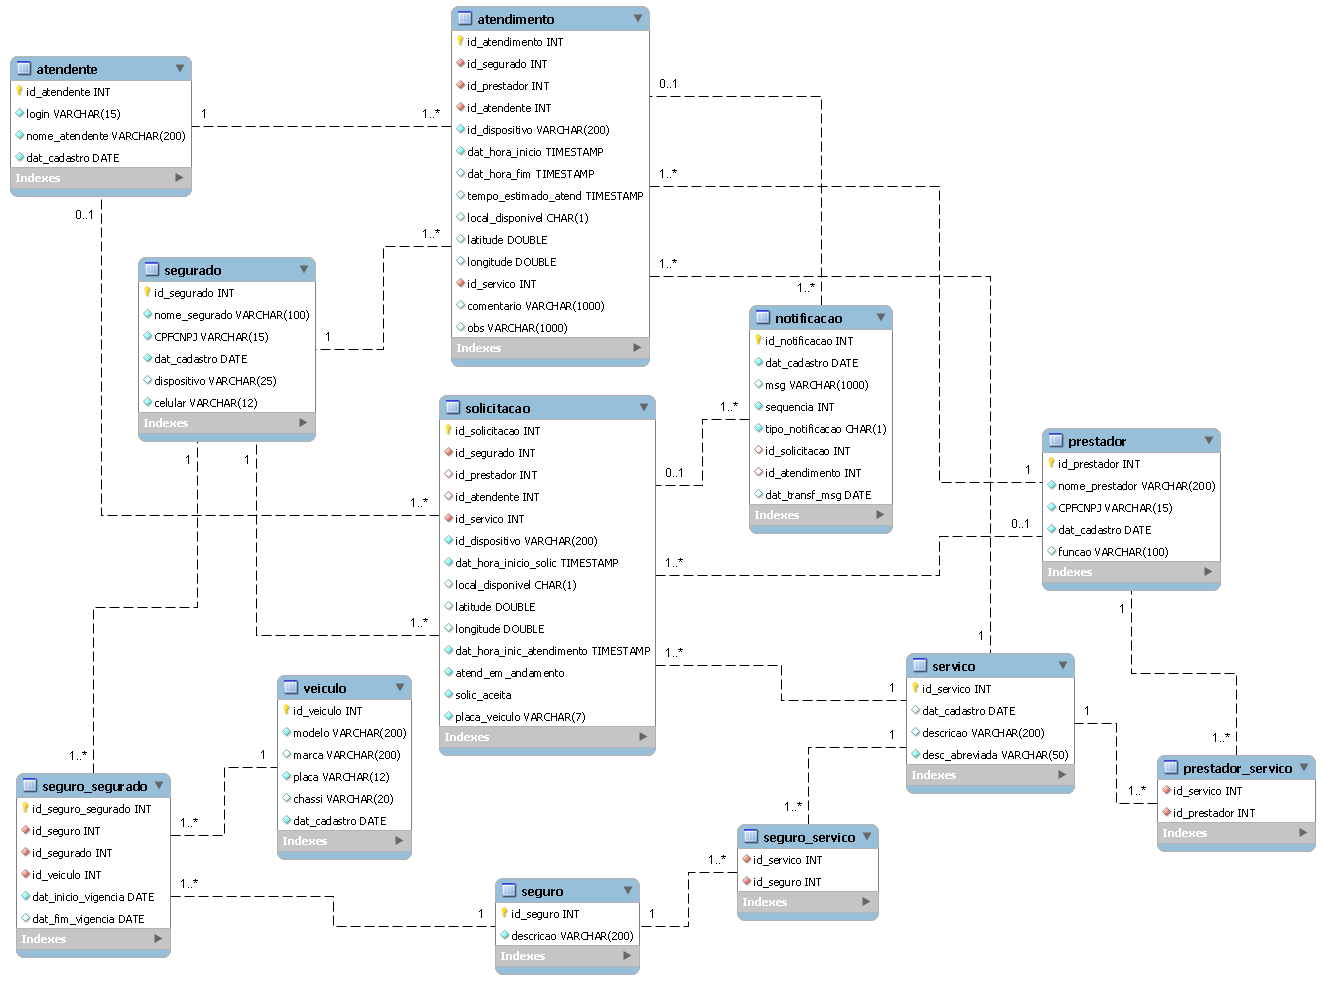 atendimento
id_atendimento INT
id_segurado INT
id_prestador INT
id_atendente INT
id_dispositivo VARCHAR(200)
dat_hora_inicio TIMESTAMP
dat_hora_fim TIMESTAMP
tempo_estimado_atend TIMESTAMP
local_disponivel CHAR(1)
latitude DOUBLE
longitude DOUBLE
id_servico INT
comentario VARCHAR(1000)
obs VARCHAR(1000)
Indexes
atendente
id_atendente INT
login VARCHAR(15)
nome_atendente VARCHAR(200)
dat_cadastro DATE
Indexes
1
1..*
0..1
0..1
1..*
1..*
1..*
1..*
segurado
id_segurado INT
nome_segurado VARCHAR(100)
CPFCNPJ VARCHAR(15)
dat_cadastro DATE
dispositivo VARCHAR(25)
celular VARCHAR(12)
Indexes
1
1
1
notificacao
id_notificacao INT
dat_cadastro DATE
msg VARCHAR(1000)
sequencia INT
tipo_notificacao CHAR(1)
id_solicitacao INT
id_atendimento INT
dat_transf_msg DATE
Indexes
1..*
0..1
solicitacao
id_solicitacao INT
id_segurado INT
id_prestador INT
id_atendente INT
id_servico INT
id_dispositivo VARCHAR(200)
dat_hora_inicio_solic TIMESTAMP
local_disponivel CHAR(1)
latitude DOUBLE
longitude DOUBLE
dat_hora_inic_atendimento TIMESTAMP
atend_em_andamento
solic_aceita
placa_veiculo VARCHAR(7)
Indexes
1..*
1..*
1..*
1..*
prestador
id_prestador INT
nome_prestador VARCHAR(200)
CPFCNPJ VARCHAR(15)
dat_cadastro DATE
funcao VARCHAR(100)
Indexes
1
0..1
1
1
servico
id_servico INT
dat_cadastro DATE
descricao VARCHAR(200)
desc_abreviada VARCHAR(50)
Indexes
1
1
1
1..*
1..*
prestador_servico
id_servico INT
id_prestador INT
Indexes
veiculo
id_veiculo INT
modelo VARCHAR(200)
marca VARCHAR(200)
placa VARCHAR(12)
chassi VARCHAR(20)
dat_cadastro DATE
Indexes
1
1..*
seguro_segurado
id_seguro_segurado INT
id_seguro INT
id_segurado INT
id_veiculo INT
dat_inicio_vigencia DATE
dat_fim_vigencia DATE
Indexes
1..*
1..*
1..*
seguro_servico
id_servico INT
id_seguro INT
Indexes
1..*
seguro
id_seguro INT
descricao VARCHAR(200)
Indexes
1
1